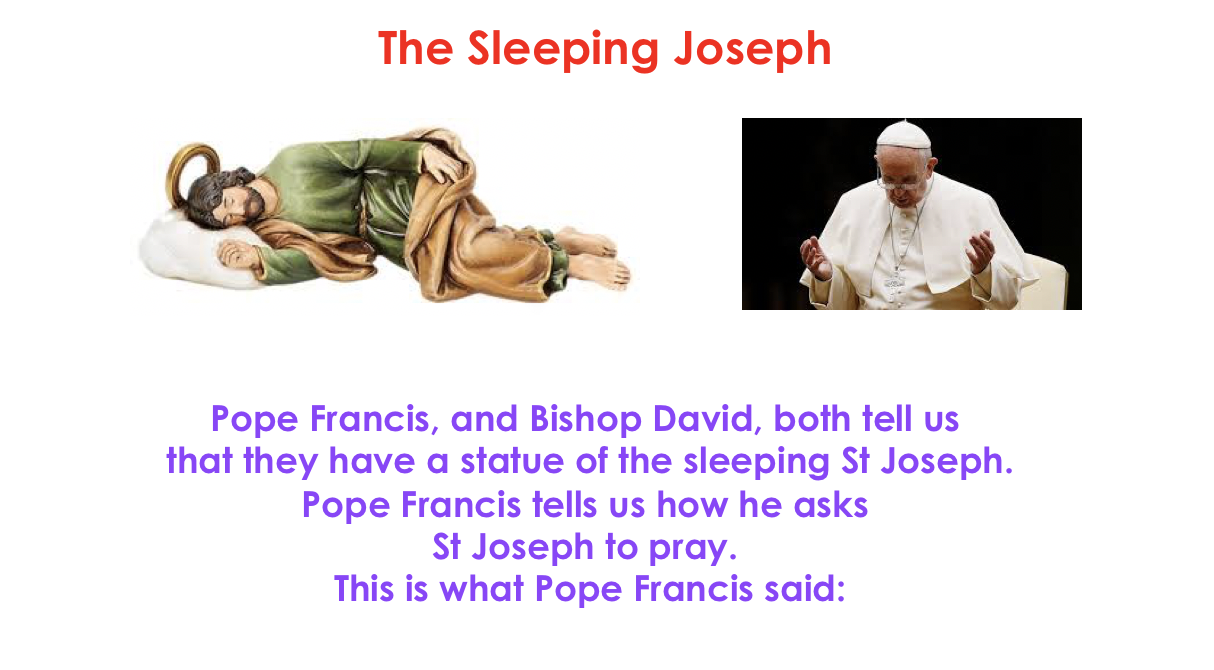 The Sleeping Joseph
Pope Francis, and Bishop David, both tell us
that they have a statue of the sleeping St Joseph.
Pope Francis tells us how he asks
St Joseph to pray.
This is what Pope Francis said: